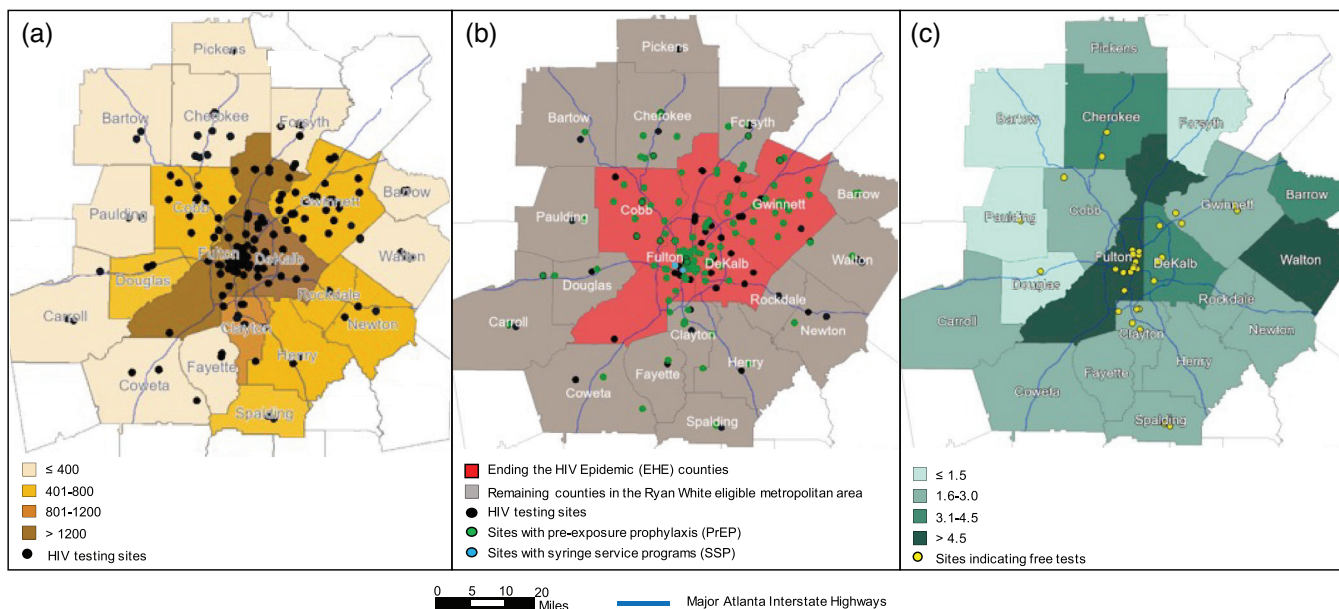 (a)
Pickens
Bartow
Cherokee
Forsyth
Barrow
Paulding
Cobb
Gwinnett
Walton
Fulton
DeKalb
Douglas
Rockdale
Carroll
Clayton
Newton
Fayette
Henry
Coweta
Spalding
≤ 400
401-800
801-1200
> 1200
HIV testing sites
(b)
Pickens
Bartow
Cherokee
Forsyth
Barrow
Paulding
Cobb
Gwinnett
Walton
Fulton
DeKalb
Douglas
Rockdale
Carroll
Clayton
Newton
Fayette
Henry
Coweta
Spalding
Ending the HIV Epidemic (EHE) counties
Remaining counties in the Ryan White eligible metropolitan area
HIV testing sites
Sites with pre-exposure prophylaxis (PrEP)
Sites with syringe service programs (SSP)
(c)
Pickens
Bartow
Cherokee
Forsyth
Barrow
Paulding
Cobb
Gwinnett
Walton
Fulton
DeKalb
Douglas
Rockdale
Carroll
Clayton
Newton
Fayette
Henry
Coweta
Spalding
≤ 1.5
1.6-3.0
3.1-4.5
> 4.5
Sites indicating free tests
0 5 10 20
Miles
Major Atlanta Interstate Highways